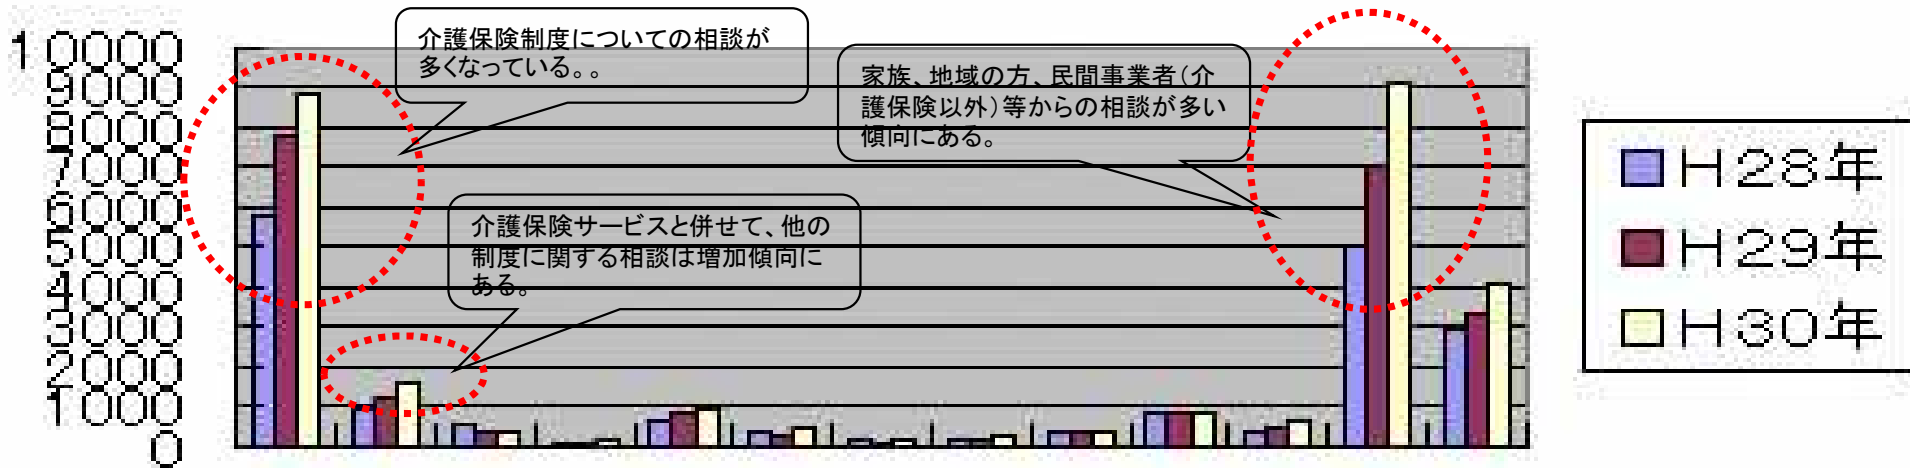 10000
9000
8000
7000
6000
5000
4000
3000
2000
1000
0
介護保険制度についての相談が
多くなっている。。
家族、地域の方、民間事業者(介
護保険以外)等からの相談が多い
傾向にある。
介護保険サービスと併せて、他の
制度に関する相談は増加傾向に
ある。
H28年
H29年
H30年